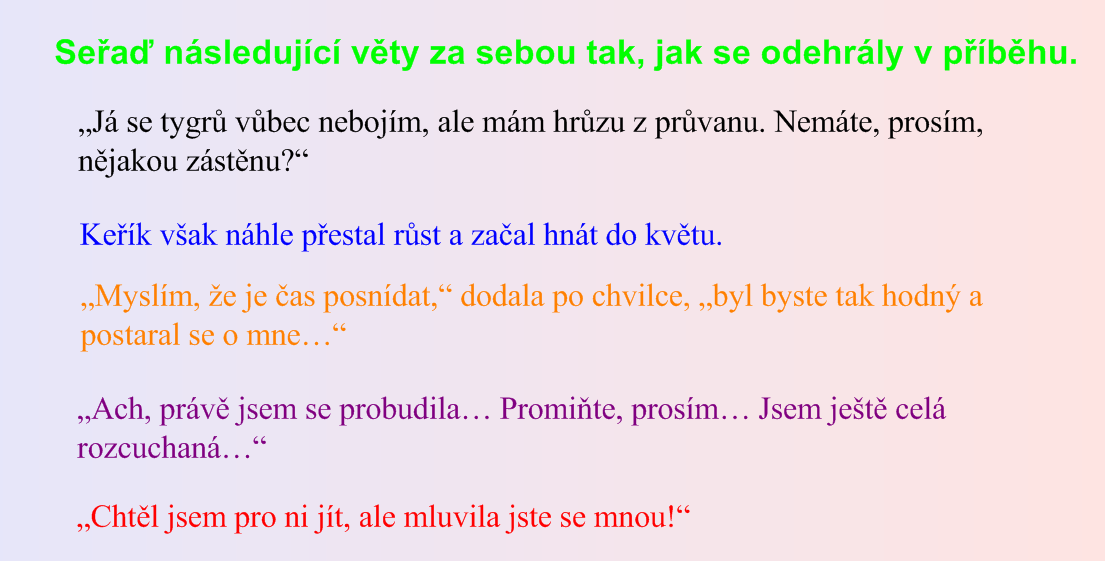 Seřaď následující věty za sebou tak, jak se odehrály v příběhu.
„Já se tygrů vůbec nebojím, ale mám hrůzu z průvanu. Nemáte, prosím,
nějakou zástěnu?“
Keřík však náhle přestal růst a začal hnát do květu.
„Myslím, že je čas posnídat,“ dodala po chvilce, „byl byste tak hodný a
postaral se o mne…“
„Ach, právě jsem se probudila… Promiňte, prosím… Jsem ještě celá
rozcuchaná…“
„Chtěl jsem pro ni jít, ale mluvila jste se mnou!“